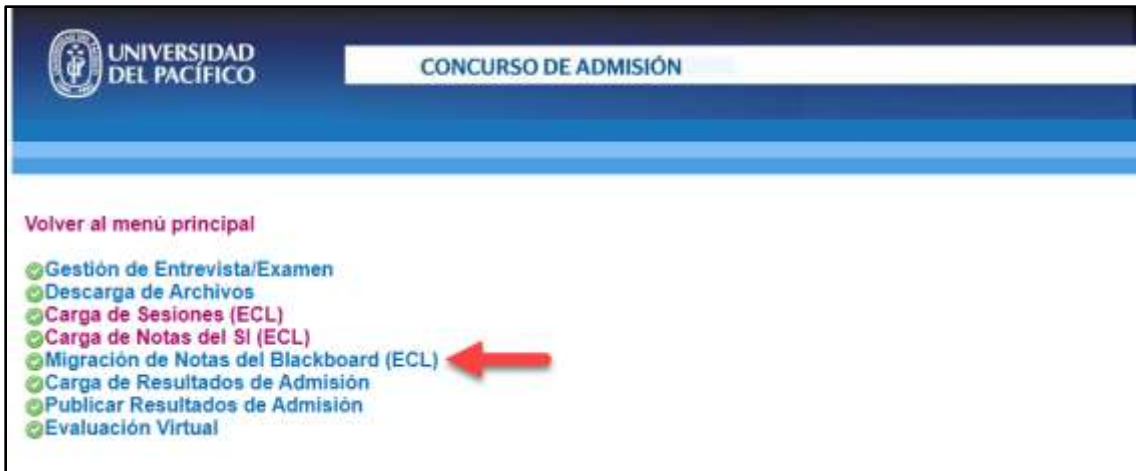 UNIVERSIDAD
DEL PACÍFICO
CONCURSO DE ADMISIÓN
Volver al menú principal
Gestión de Entrevista/Examen
Descarga de Archivos
Carga de Sesiones (ECL)
Carga de Notas del SI (ECL)
Migración de Notas del Blackboard (ECL)
Carga de Resultados de Admisión
Publicar Resultados de Admisión
Evaluación Virtual